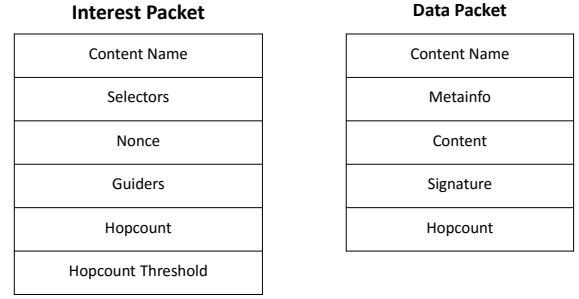 Interest Packet
Content Name
Selectors
Nonce
Guiders
Hopcount
Hopcount Threshold
Data Packet
Content Name
Metainfo
Content
Signature
Hopcount